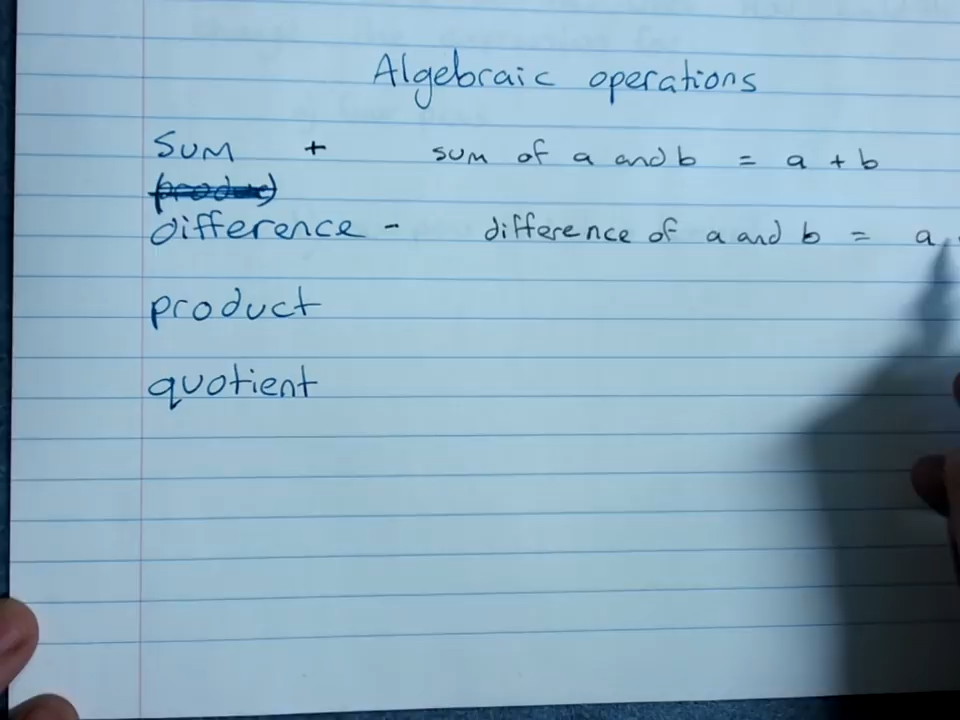 Algebraic operations
SUM + sum of a and b = a + b
difference - difference of a and b = a
product
quotient